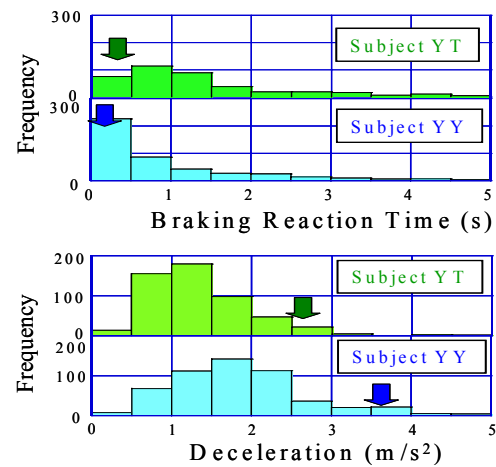 300
Subject YT
0
300
Subject YY
0
Frequency
0 1 2 3 4 5
Braking Reaction Time (s)
200
Subject YT
100
0
200
Subject YY
100
0
Frequency
0 1 2 3 4 5
Deceleration (m/s²)